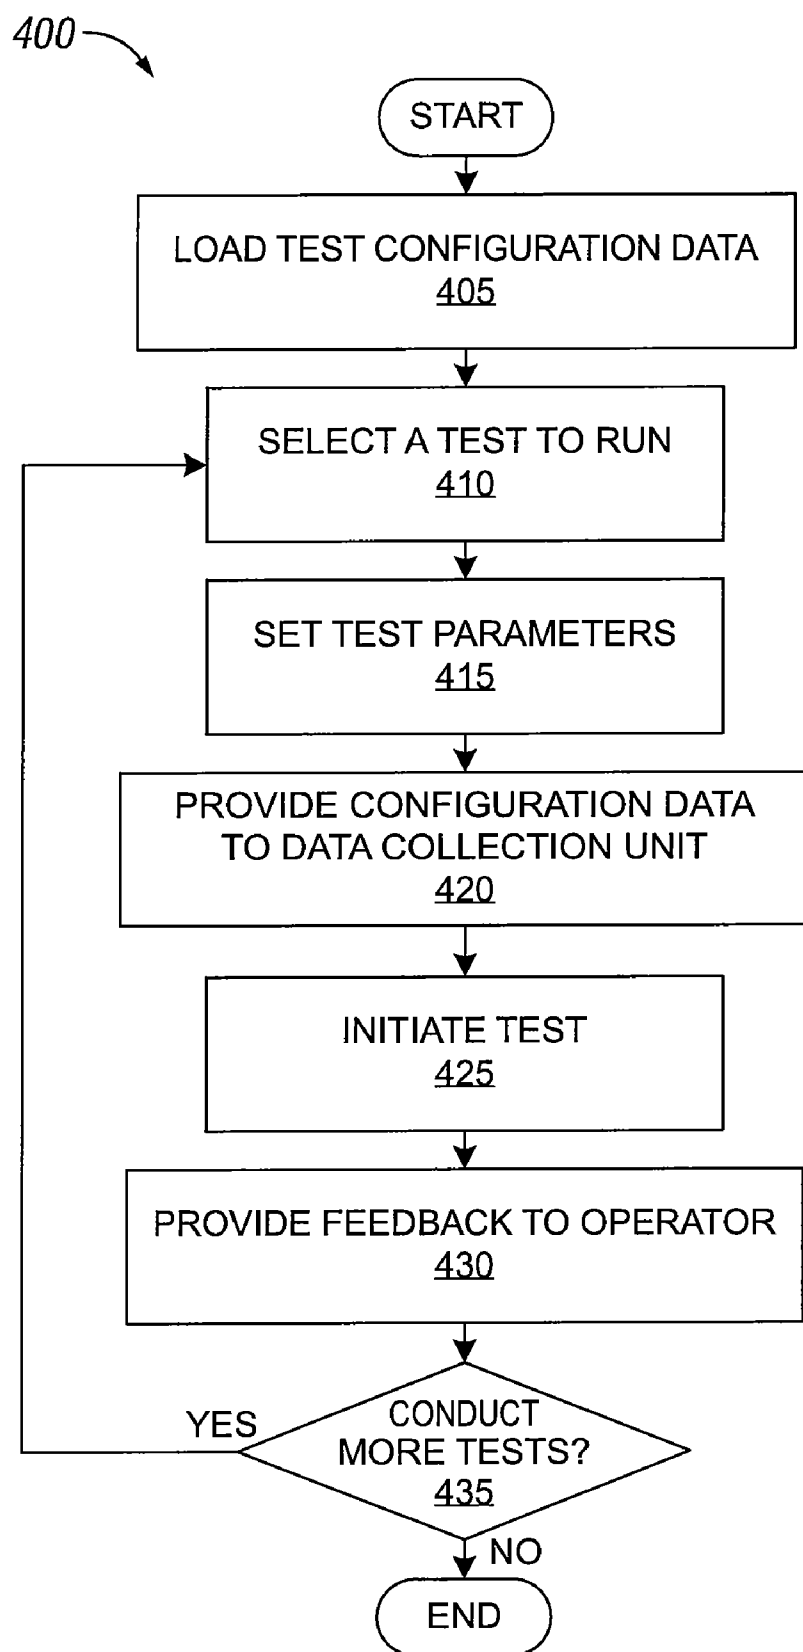 400
START
LOAD TEST CONFIGURATION DATA
405
SELECT A TEST TO RUN
410
SET TEST PARAMETERS
415
PROVIDE CONFIGURATION DATA
TO DATA COLLECTION UNIT
420
INITIATE TEST
425
PROVIDE FEEDBACK TO OPERATOR
430
YES
CONDUCT
MORE TESTS?
435
NO
END